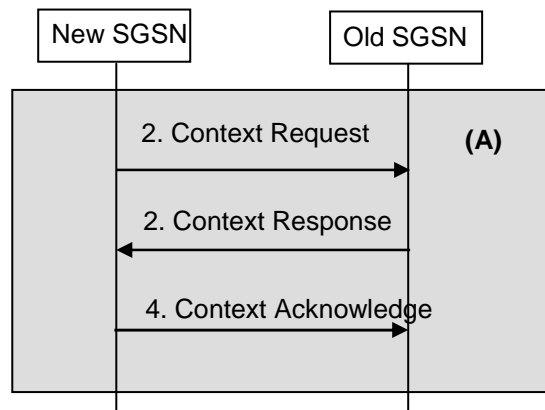 New SGSN
Old SGSN
2. Context Request
(A)
2. Context Response
4. Context Acknowledge